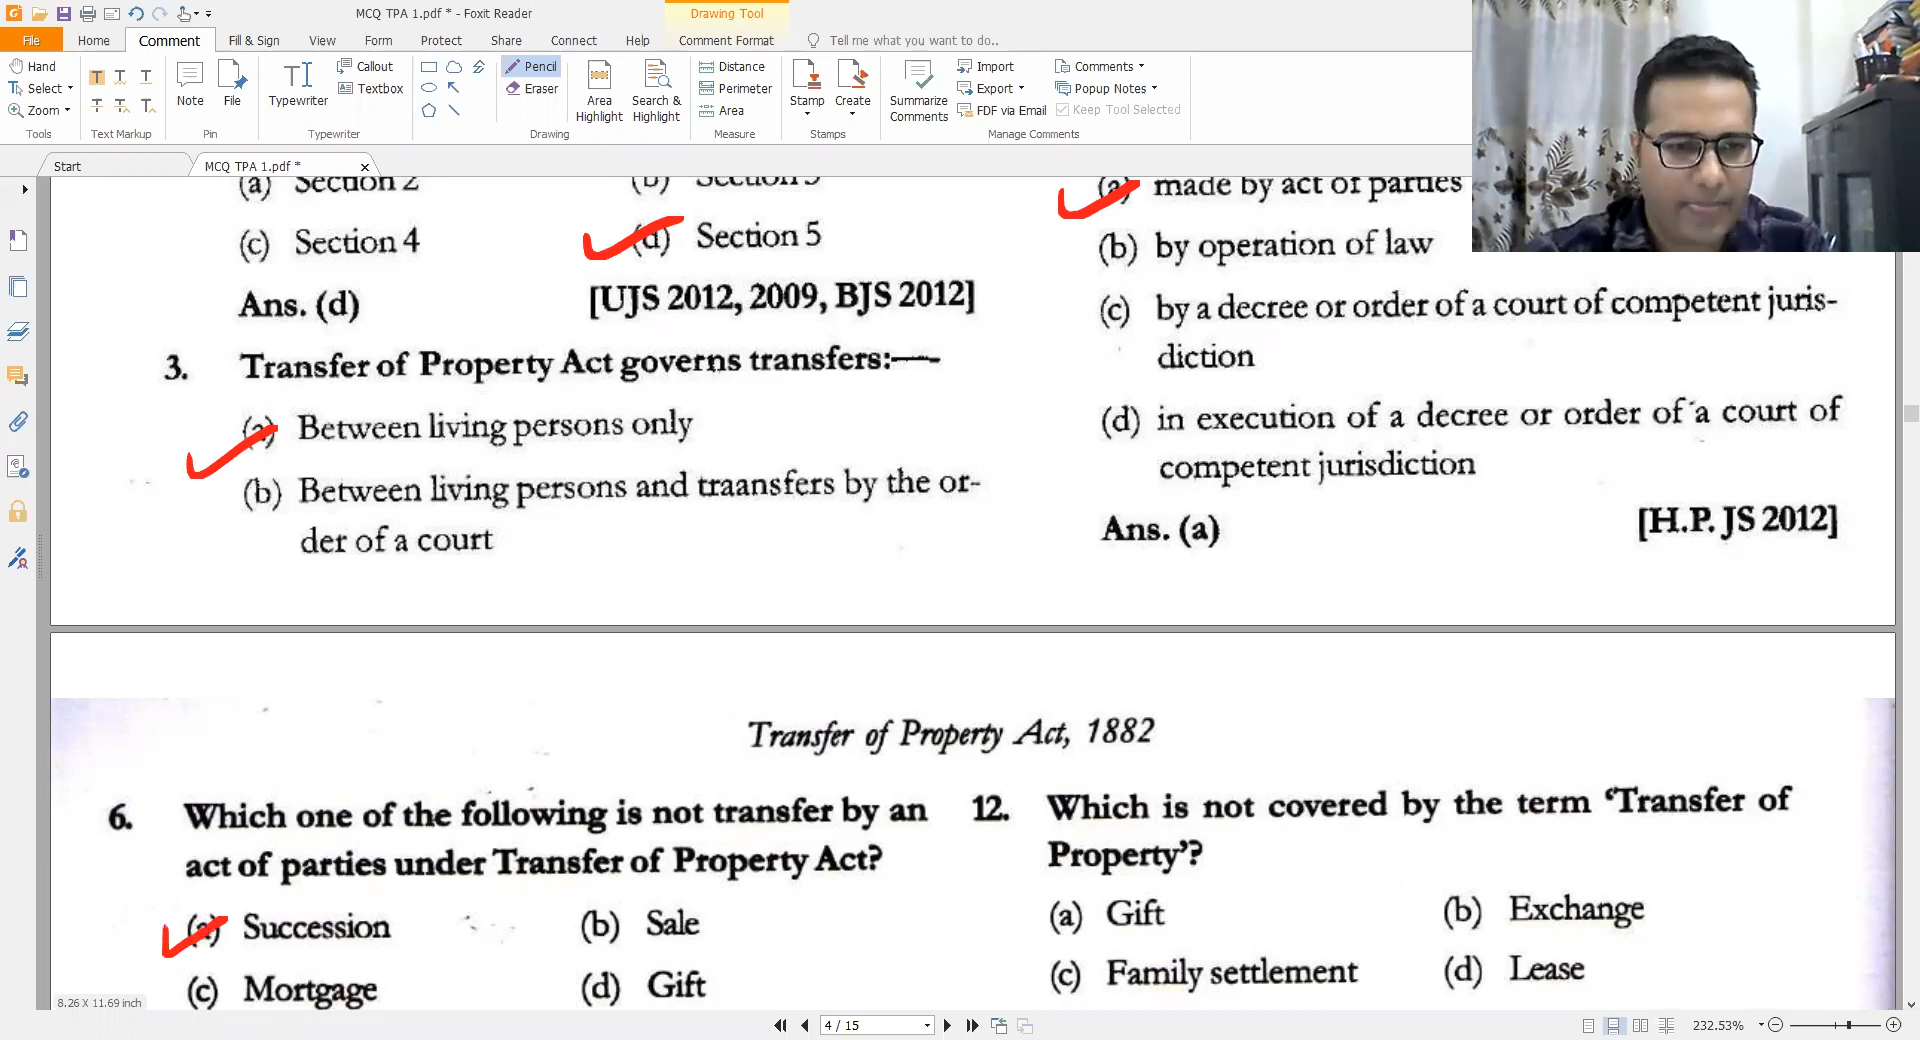 MCQ TPA 1.pdf * - Foxit Reader
Drawing Tool
File
Home
Comment
Fill & Sign
View
Form
Protect
Share
Connect
Help
Comment Format
Tell me what you want to do..
Hand
Select
Zoom
Tools
Text Markup
Note
File
Pin
Typewriter
Callout
Textbox
Typewriter
Pencil
Eraser
Area Highlight
Search & Highlight
Drawing
Distance
Perimeter
Area
Measure
Stamp
Create
Stamps
Summarize Comments
Import
Export
FDF via Email
Comments
Popup Notes
Keep Tool Selected
Manage Comments
Start
MCQ TPA 1.pdf *
(a) Section 2
(c) Section 4
(d) Section 5
Ans. (d) [UJS 2012, 2009, BJS 2012]
3. Transfer of Property Act governs transfers:—
(a) Between living persons only
(b) Between living persons and traansfers by the or-
der of a court
(a) made by act of parties
(b) by operation of law
(c) by a decree or order of a court of competent juris-
diction
(d) in execution of a decree or order of a court of
competent jurisdiction
Ans. (a) [H.P. JS 2012]
Transfer of Property Act, 1882
6. Which one of the following is not transfer by an
act of parties under Transfer of Property Act?
(a) Succession (b) Sale
(c) Mortgage (d) Gift
12. Which is not covered by the term ‘Transfer of
Property’?
(a) Gift (b) Exchange
(c) Family settlement (d) Lease
8.26 X 11.69 inch
4 / 15
232.53%